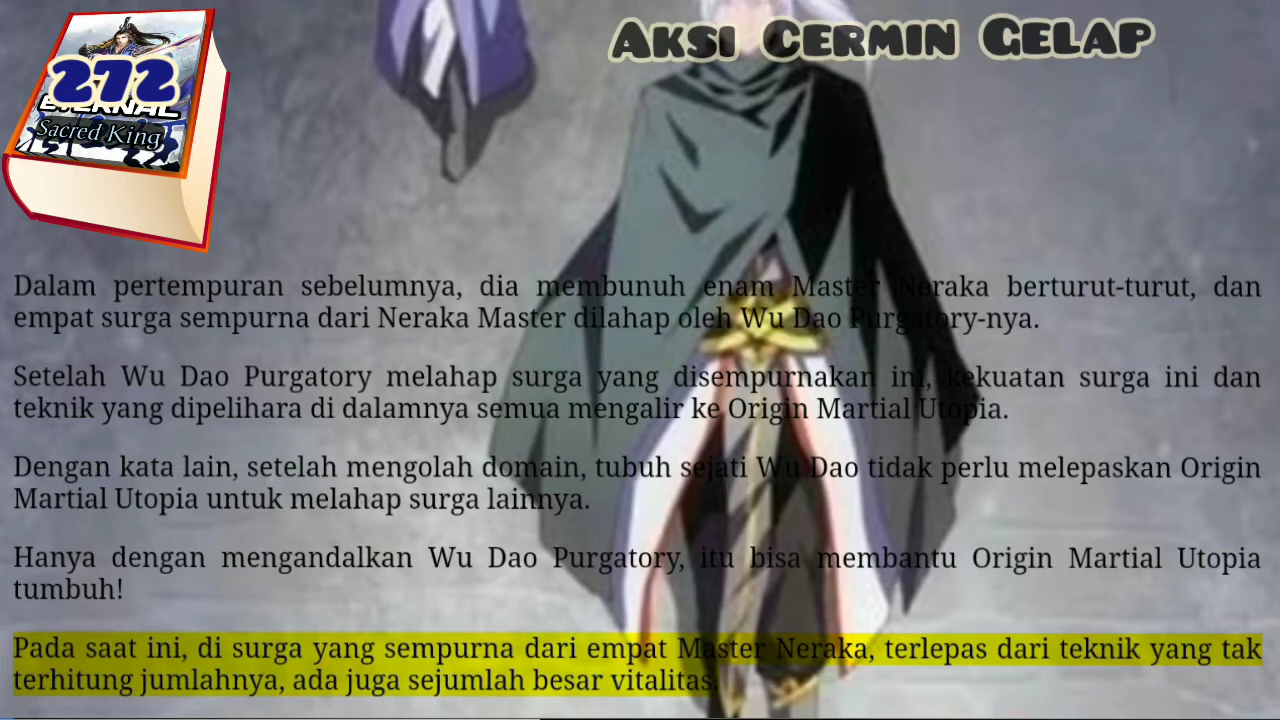 Aksi Cermin Gelap
272
ETERNAL
Sacred King
Dalam pertempuran sebelumnya, dia membunuh enam Master Neraka berturut-turut, dan
empat surga sempurna dari Neraka Master dilahap oleh Wu Dao Purgatory-nya.
Setelah Wu Dao Purgatory melahap surga yang disempurnakan ini, kekuatan surga ini dan
teknik yang dipelihara di dalamnya semua mengalir ke Origin Martial Utopia.
Dengan kata lain, setelah mengolah domain, tubuh sejati Wu Dao tidak perlu melepaskan Origin
Martial Utopia untuk melahap surga lainnya.
Hanya dengan mengandalkan Wu Dao Purgatory, itu bisa membantu Origin Martial Utopia
tumbuh!
Pada saat ini, di surga yang sempurna dari empat Master Neraka, terlepas dari teknik yang tak
terhitung jumlahnya, ada juga sejumlah besar vitalitas.